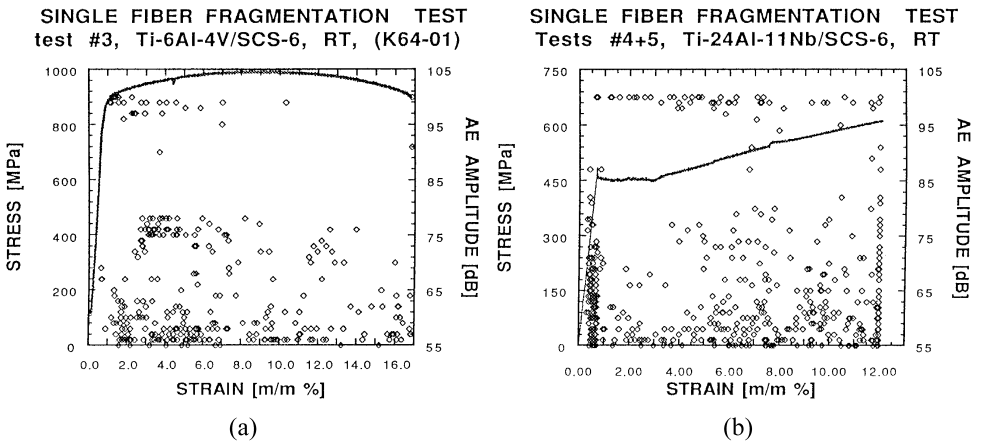 SINGLE FIBER FRAGMENTATION TEST
test #3, Ti-6Al-4V/SCS-6, RT, (K64-01)
1000
800
600
400
200
0
STRESS [MPa]
105
95
85
75
65
55
AE AMPLITUDE [dB]
0.0 2.0 4.0 6.0 8.0 10.0 12.0 14.0 16.0
STRAIN [m/m %]
(a)
SINGLE FIBER FRAGMENTATION TEST
Tests #4+5, Ti-24Al-11Nb/SCS-6, RT
750
600
450
300
150
0
STRESS [MPa]
105
95
85
75
65
55
AE AMPLITUDE [dB]
0.00 2.00 4.00 6.00 8.00 10.00 12.00
STRAIN [m/m %]
(b)